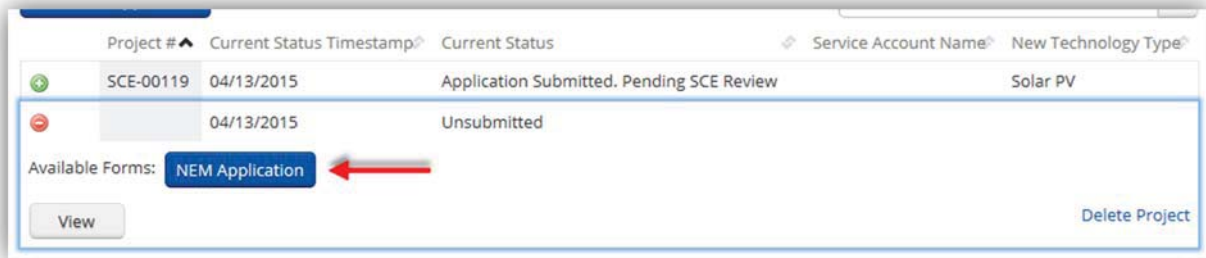 Project # Current Status Timestamp Current Status Service Account Name New Technology Type
SCE-00119 04/13/2015 Application Submitted. Pending SCE Review Solar PV
04/13/2015 Unsubmitted
Available Forms: NEM Application
View Delete Project